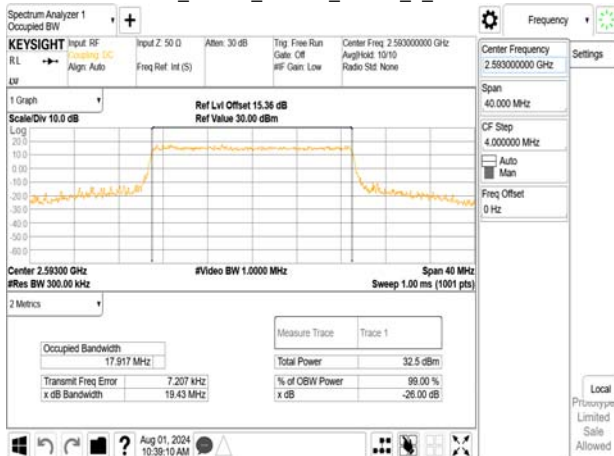 Spectrum Analyzer 1
Occupied BW
Frequency
KEYSIGHT
RL
Input: RF
Coupling: DC
Align: Auto
Input Z: 50 Ω
Freq Ref: Int (S)
Atten: 30 dB
Trig: Free Run
Gate: Off
#IF Gain: Low
Center Freq: 2.593000000 GHz
Avg|Hold: 10/10
Radio Std: None
Center Frequency
2.593000000 GHz
Settings
Span
40.000 MHz
CF Step
4.000000 MHz
Auto
Man
Freq Offset
0 Hz
1 Graph
Scale/Div 10.0 dB
Ref Lvl Offset 15.36 dB
Ref Value 30.00 dBm
Log
20.0
10.0
0.00
-10.0
-20.0
-30.0
-40.0
-50.0
-60.0
Center 2.59300 GHz
#Res BW 300.00 kHz
#Video BW 1.0000 MHz
Span 40 MHz
Sweep 1.00 ms (1001 pts)
2 Metrics
Measure Trace Trace 1
Occupied Bandwidth
17.917 MHz
Total Power 32.5 dBm
Transmit Freq Error 7.207 kHz
% of OBW Power 99.00 %
x dB Bandwidth 19.43 MHz
x dB -26.00 dB
Local
Prototype
Limited
Sale
Allowed
?
Aug 01, 2024
10:39:10 AM